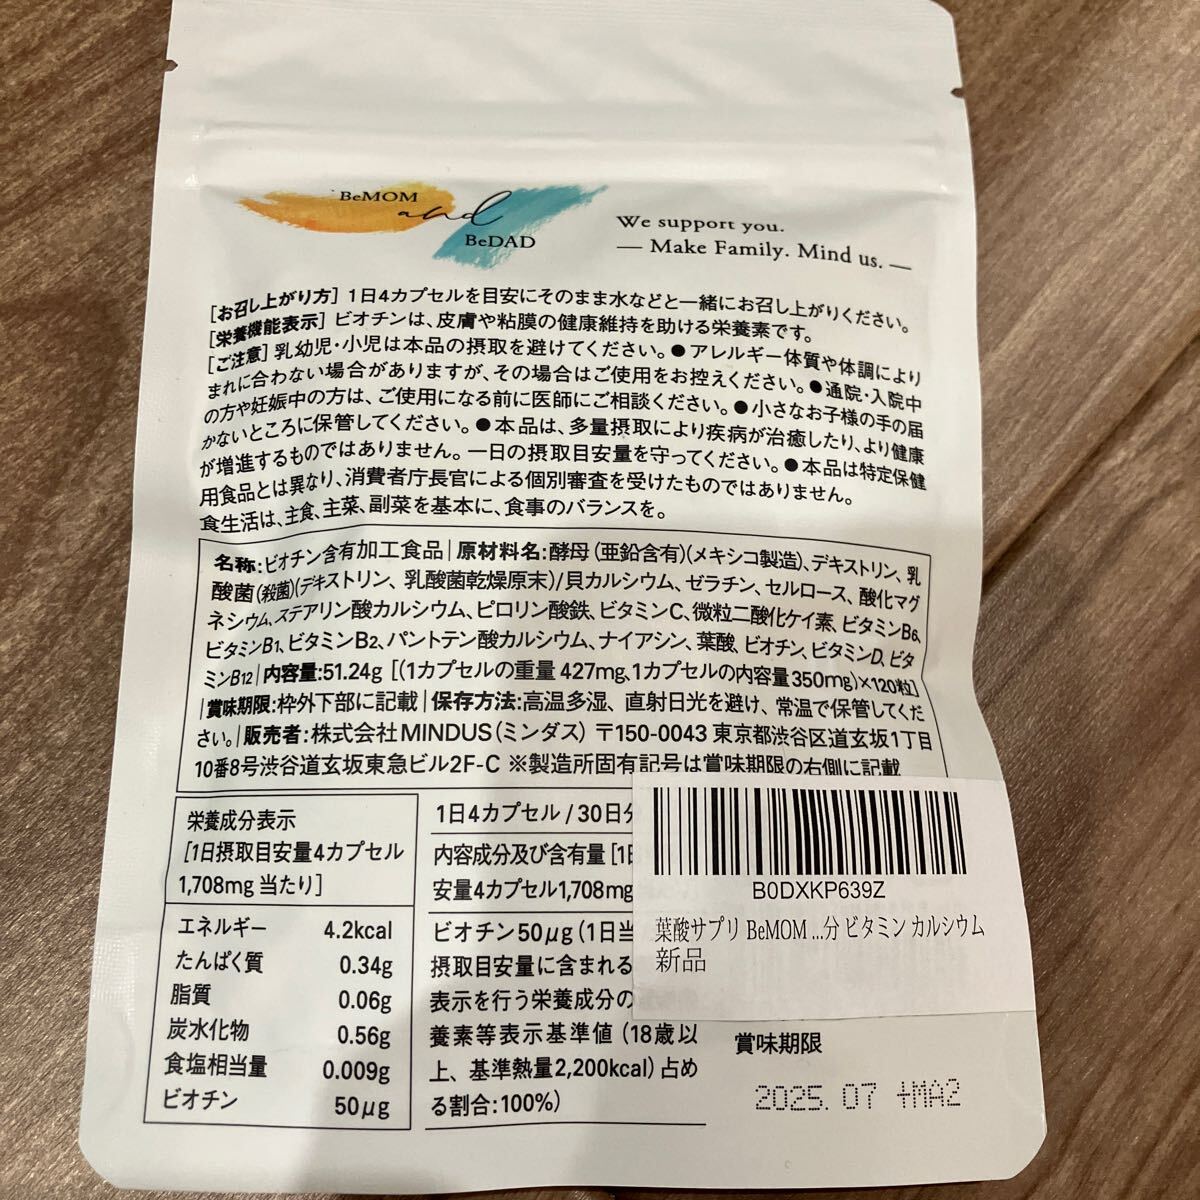 BeMOM
and
BeDAD
We support you.
— Make Family. Mind us. —
[お召し上がり方] 1日4カプセルを目安にそのまま水などと一緒にお召し上がりください。
[栄養機能表示] ビオチンは、皮膚や粘膜の健康維持を助ける栄養素です。
[ご注意] 乳幼児・小児は本品の摂取を避けてください。●アレルギー体質や体調により
まれに合わない場合がありますが、その場合はご使用をお控えください。●通院・入院中
の方や妊娠中の方は、ご使用になる前に医師にご相談ください。●小さなお子様の手の届
かないところに保管してください。●本品は、多量摂取により疾病が治癒したり、より健康
が増進するものではありません。一日の摂取目安量を守ってください。●本品は特定保健
用食品とは異なり、消費者庁長官による個別審査を受けたものではありません。
食生活は、主食、主菜、副菜を基本に、食事のバランスを。
名称:ビオチン含有加工食品|原材料名:酵母(亜鉛含有)(メキシコ製造)、デキストリン、乳
酸菌(殺菌)(デキストリン、乳酸菌乾燥原末)/貝カルシウム、ゼラチン、セルロース、酸化マグ
ネシウム、ステアリン酸カルシウム、ピロリン酸鉄、ビタミンC、微粒二酸化ケイ素、ビタミンB6、
ビタミンB1、ビタミンB2、パントテン酸カルシウム、ナイアシン、葉酸、ビオチン、ビタミンD、ビタ
ミンB12|内容量:51.24g [(1カプセルの重量 427mg、1カプセルの内容量350mg)×120粒]
|賞味期限:枠外下部に記載|保存方法:高温多湿、直射日光を避け、常温で保管してくだ
さい。|販売者:株式会社MINDUS(ミンダス) 〒150-0043 東京都渋谷区道玄坂1丁目
10番8号渋谷道玄坂東急ビル2F-C ※製造所固有記号は賞味期限の右側に記載
栄養成分表示
[1日摂取目安量4カプセル
1,708mg 当たり]
エネルギー 4.2kcal
たんぱく質 0.34g
脂質 0.06g
炭水化物 0.56g
食塩相当量 0.009g
ビオチン 50μg
1日4カプセル / 30日分
内容成分及び含有量 [1日
安量4カプセル1,708mg
ビオチン50μg (1日当
摂取目安量に含まれる
表示を行う栄養成分の
養素等表示基準値 (18歳以
上、基準熱量2,200kcal) 占め
る割合:100%)
B0DXKP639Z
葉酸サプリ BeMOM ...分 ビタミン カルシウム
新品
賞味期限
2025. 07 +MA2